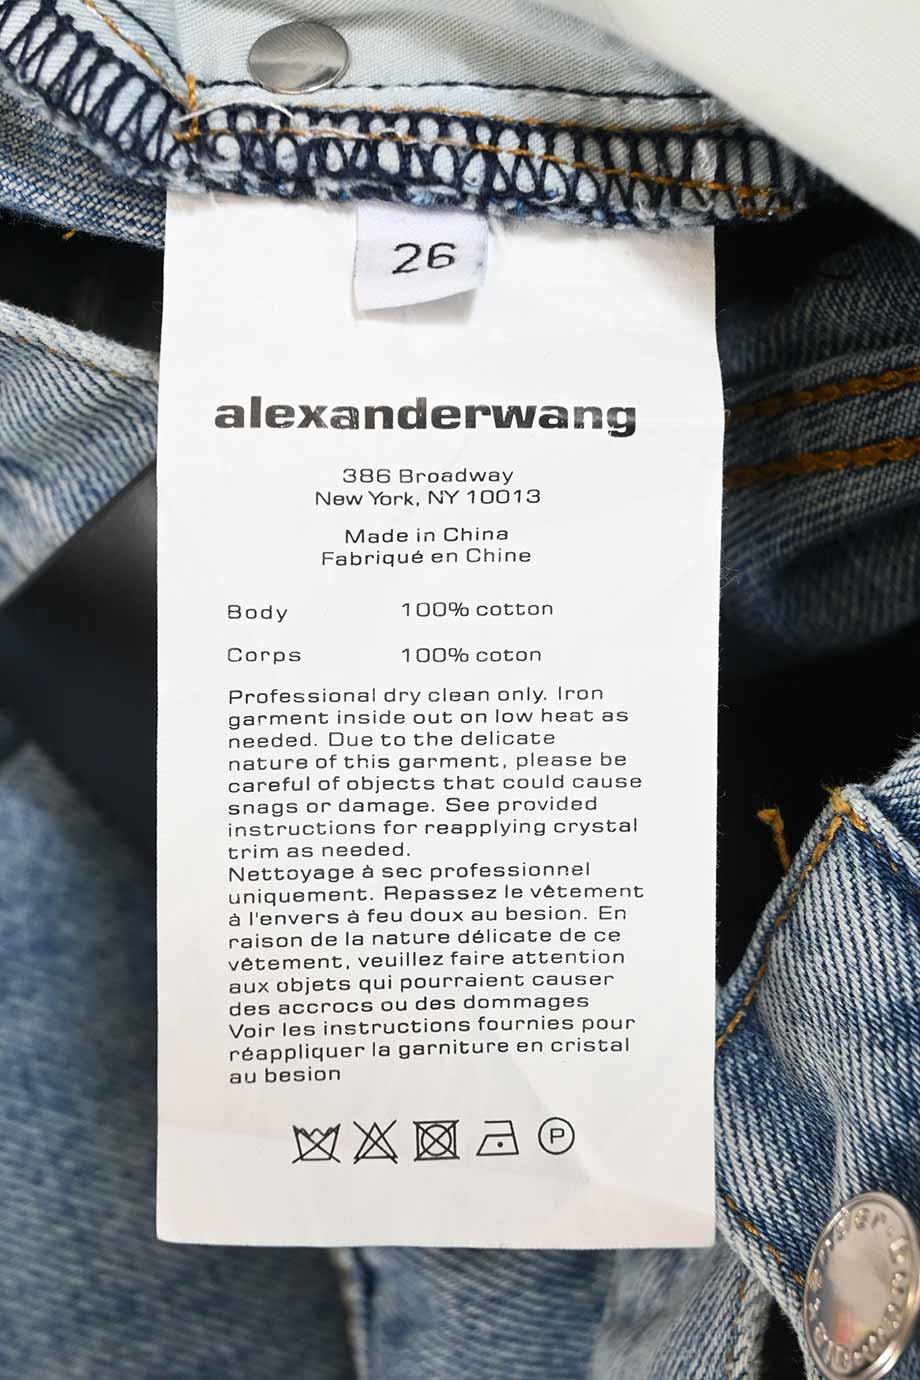 26
alexanderwang
386 Broadway
New York, NY 10013
Made in China
Fabriqué en Chine
Body 100% cotton
Corps 100% coton
Professional dry clean only. Iron
garment inside out on low heat as
needed. Due to the delicate
nature of this garment, please be
careful of objects that could cause
snags or damage. See provided
instructions for reapplying crystal
trim as needed.
Nettoyage à sec professionnel
uniquement. Repassez le vêtement
à l'envers à feu doux au besion. En
raison de la nature délicate de ce
vêtement, veuillez faire attention
aux objets qui pourraient causer
des accrocs ou des dommages
Voir les instructions fournies pour
réappliquer la garniture en cristal
au besion
P